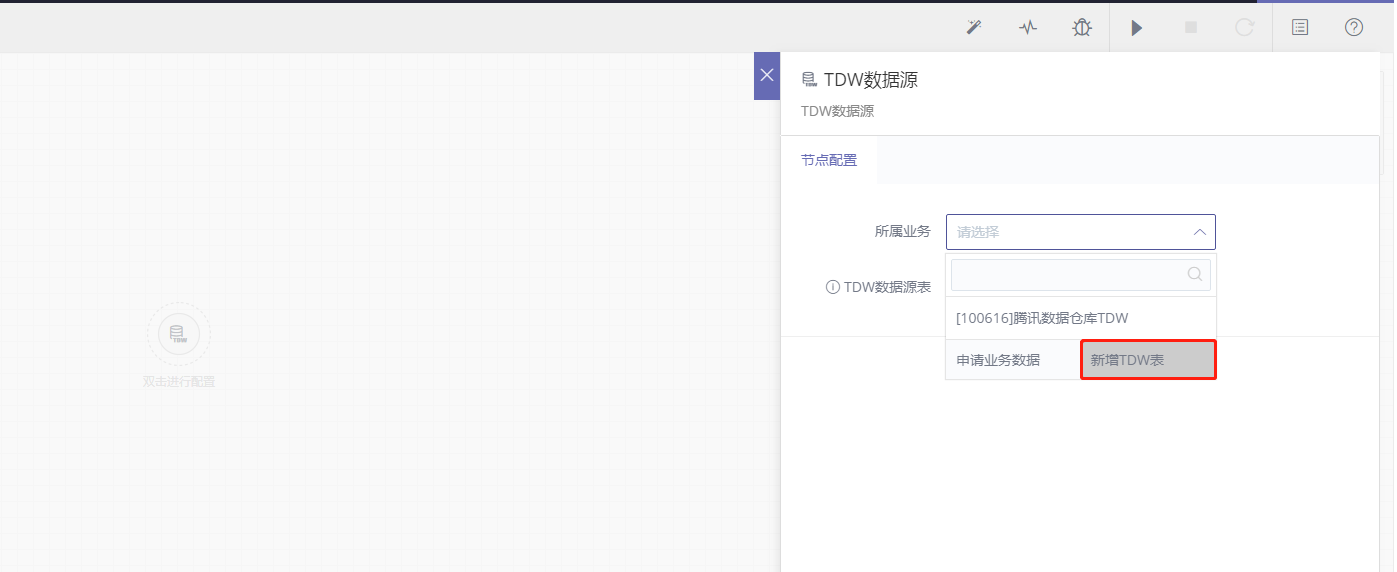 TDW数据源
TDW数据源
节点配置
所属业务
请选择
TDW数据源表
[100616]腾讯数据仓库TDW
申请业务数据
新增TDW表
TDW
双击进行配置